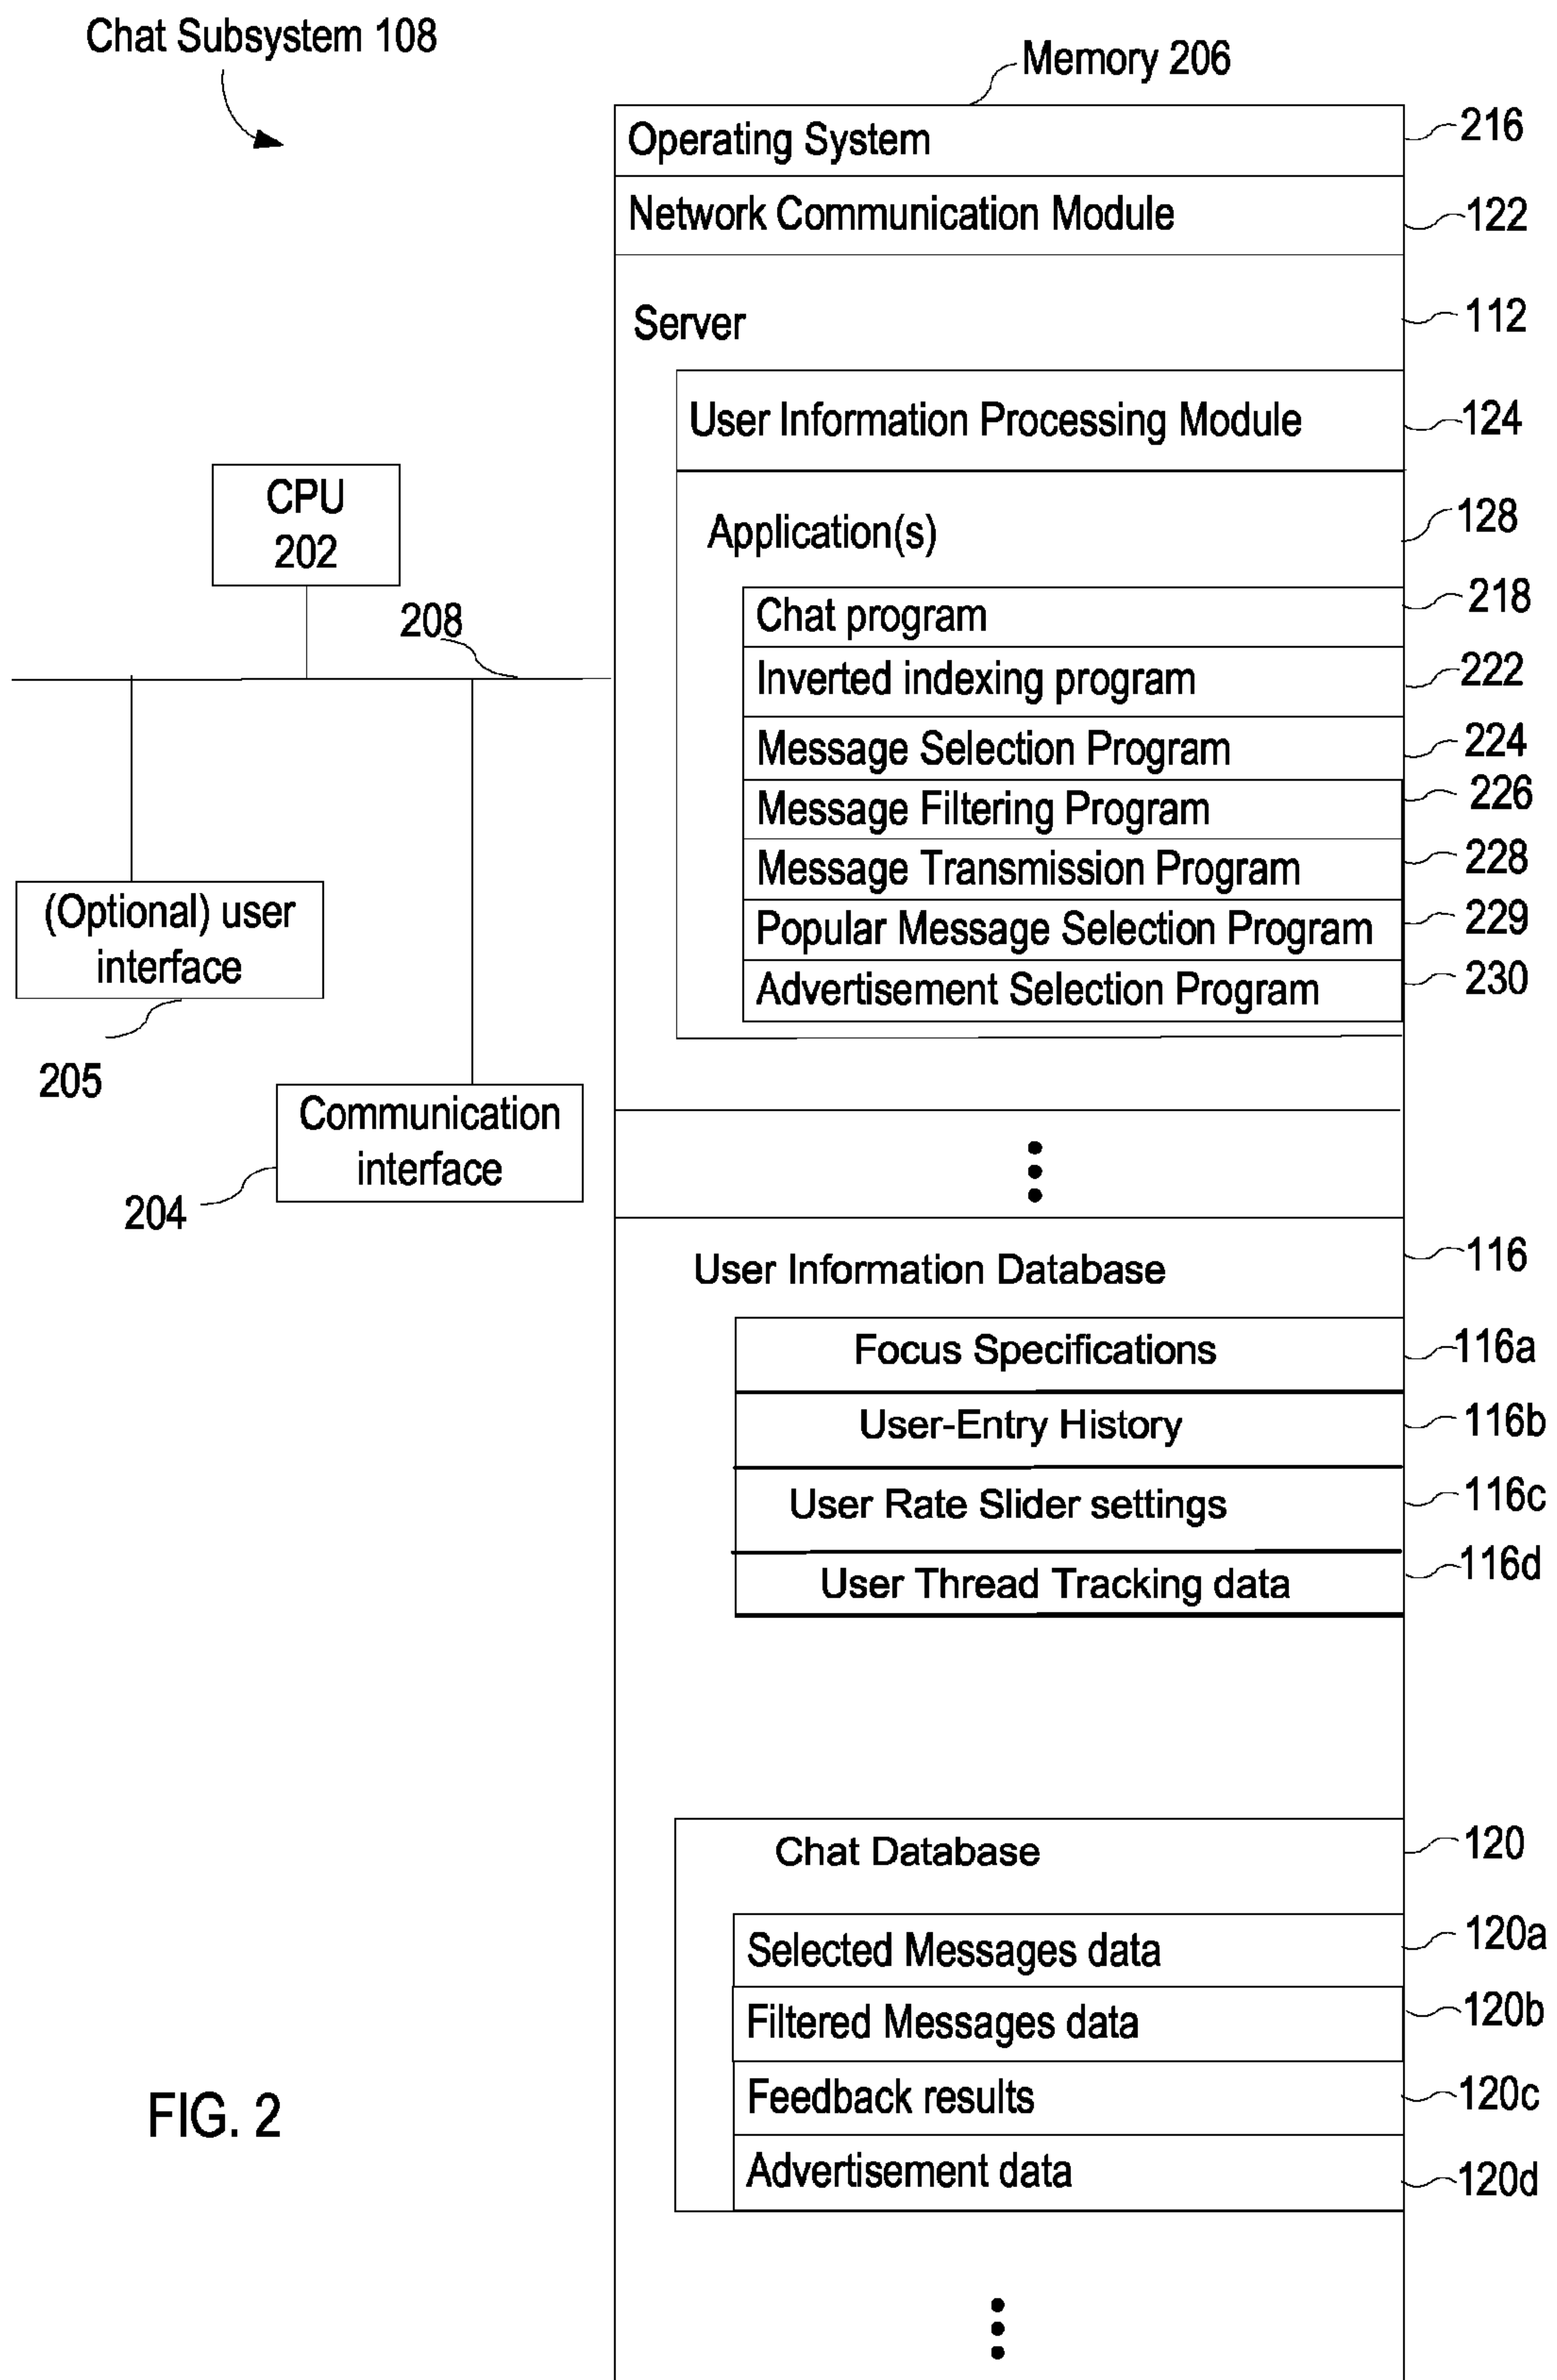 Chat Subsystem 108
Memory 206
Operating System
216
Network Communication Module
122
Server
112
User Information Processing Module
124
CPU
202
Application(s)
128
208
Chat program
218
Inverted indexing program
222
Message Selection Program
224
Message Filtering Program
226
Message Transmission Program
228
Popular Message Selection Program
229
Advertisement Selection Program
230
(Optional) user
interface
205
Communication
interface
204
User Information Database
116
Focus Specifications
116a
User-Entry History
116b
User Rate Slider settings
116c
User Thread Tracking data
116d
Chat Database
120
Selected Messages data
120a
Filtered Messages data
120b
Feedback results
120c
Advertisement data
120d
FIG. 2